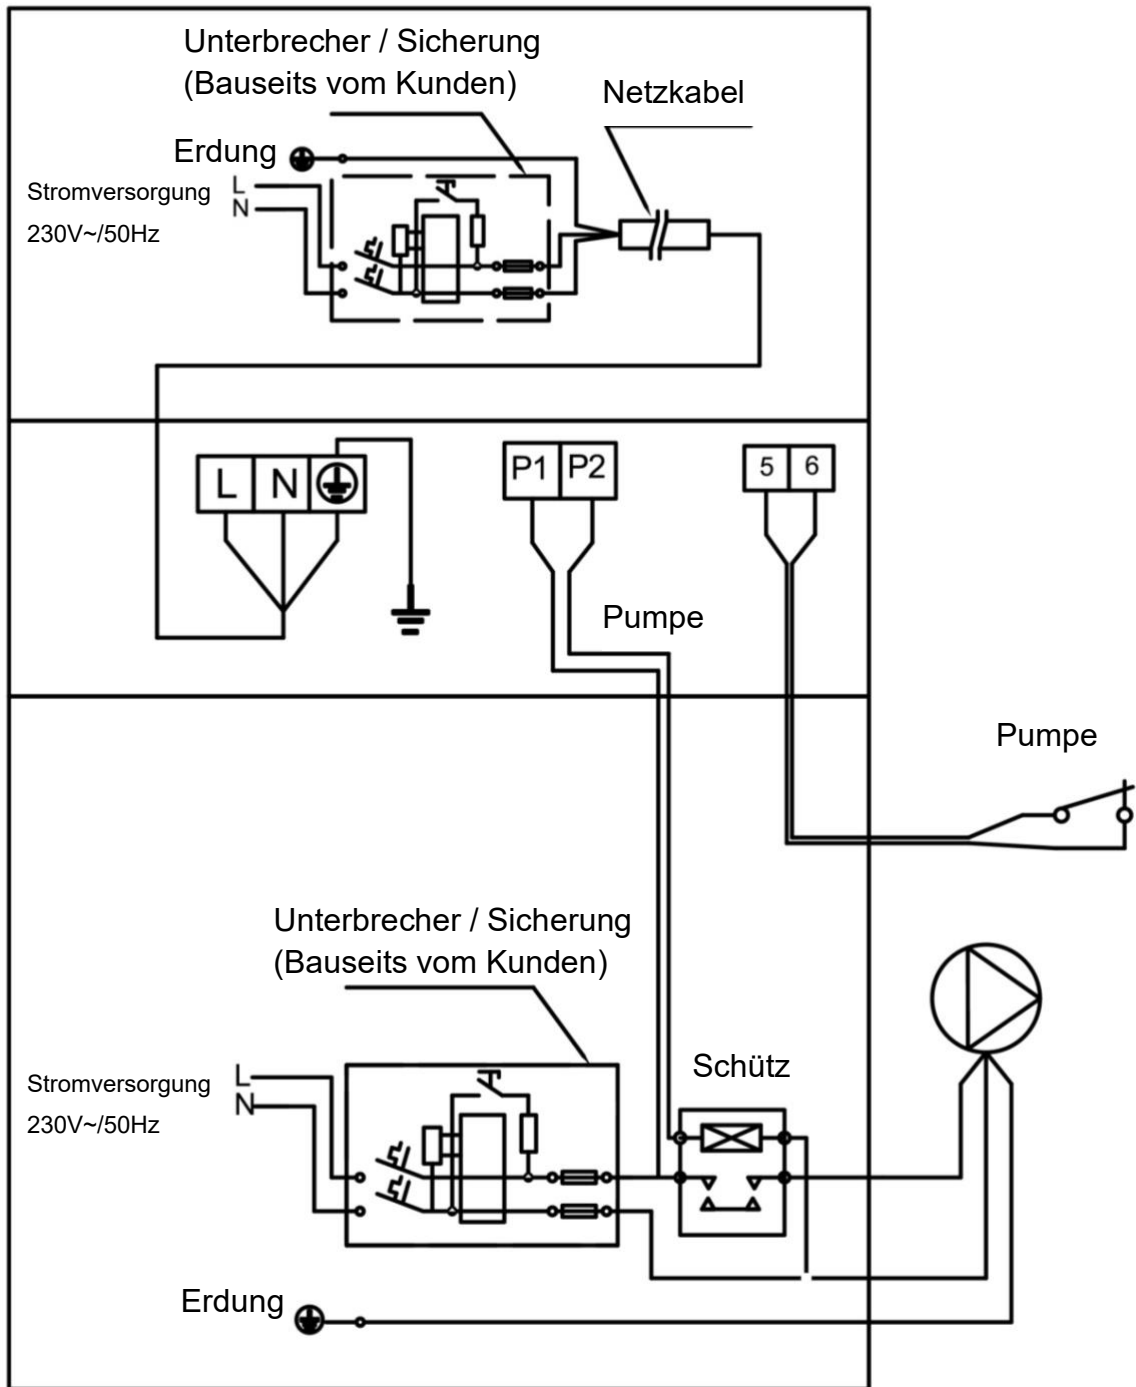 Unterbrecher / Sicherung
(Bauseits vom Kunden)
Netzkabel
Erdung
Stromversorgung L
230V~/50Hz N
L N
P1 P2
5 6
Pumpe
Pumpe
Unterbrecher / Sicherung
(Bauseits vom Kunden)
Schütz
Stromversorgung L
230V~/50Hz N
Erdung